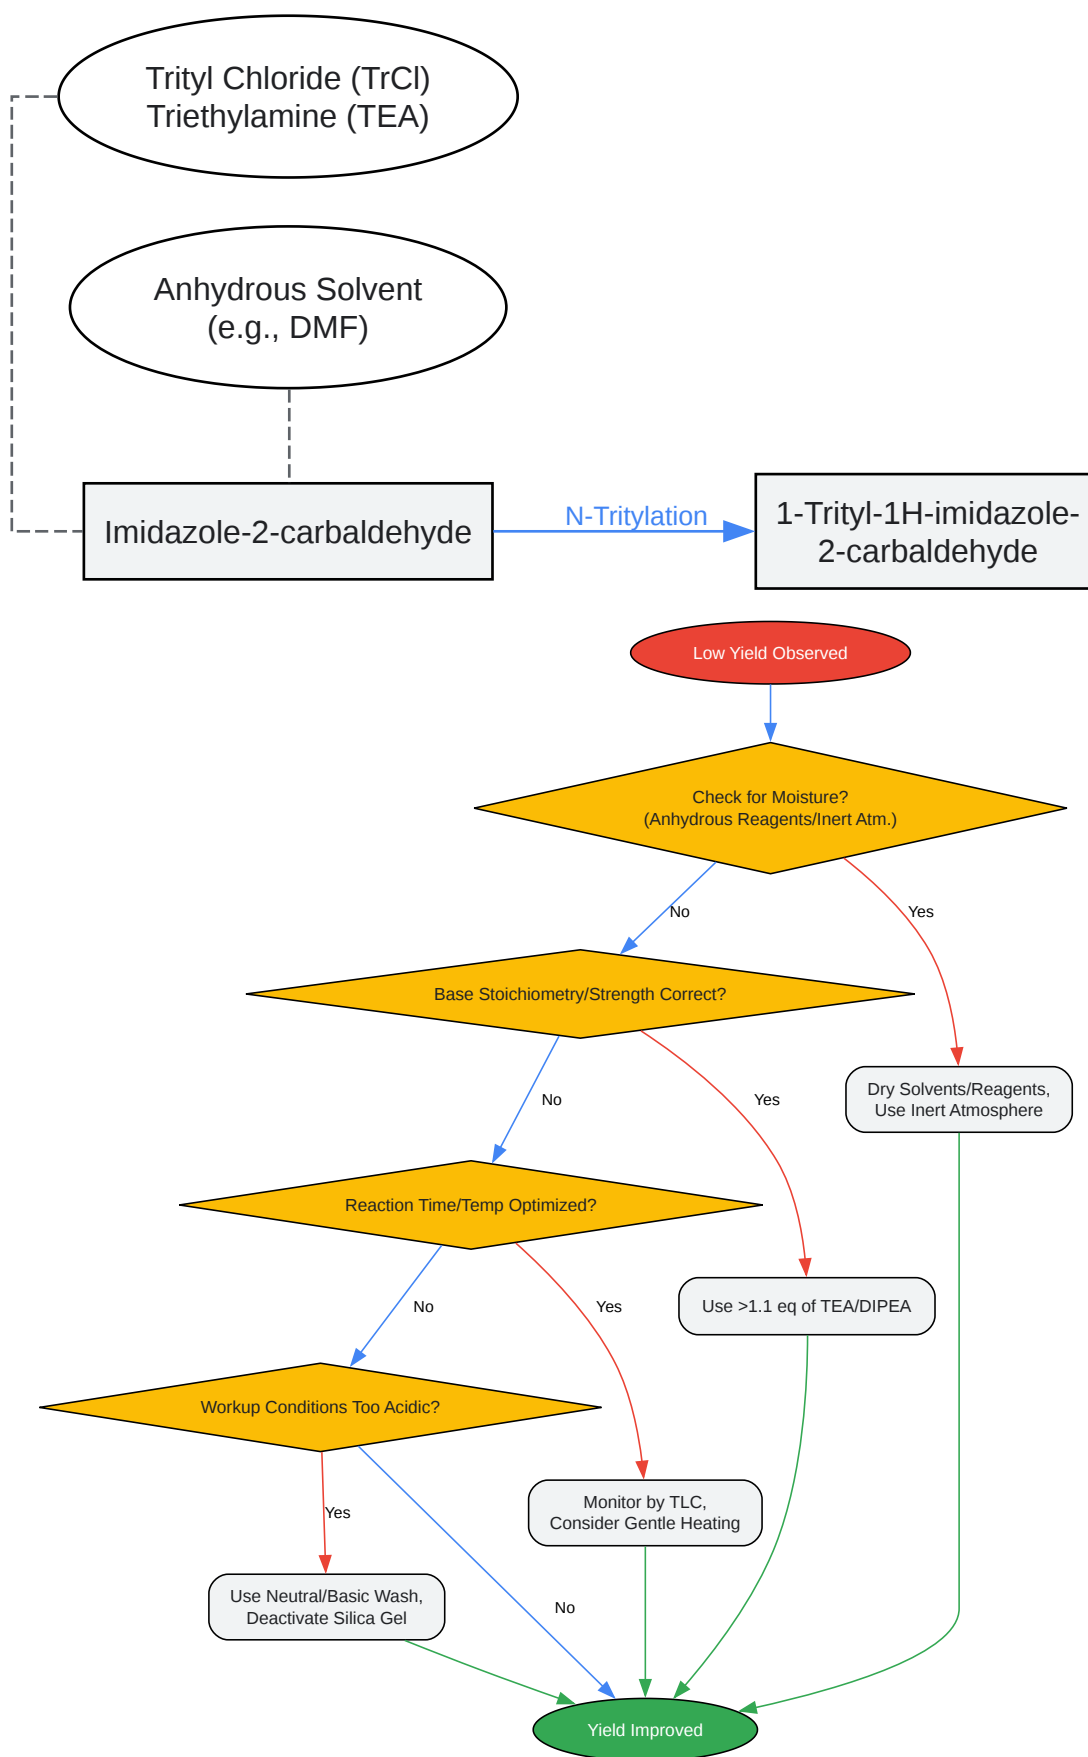 Trityl Chloride (TrCl)
Triethylamine (TEA)
Anhydrous Solvent
(e.g., DMF)
Imidazole-2-carbaldehyde
N-Tritylation
1-Trityl-1H-imidazole-
2-carbaldehyde
Low Yield Observed
Check for Moisture?
(Anhydrous Reagents/Inert Atm.)
No
Yes
Base Stoichiometry/Strength Correct?
No
Yes
Dry Solvents/Reagents,
Use Inert Atmosphere
Reaction Time/Temp Optimized?
No
Yes
Use >1.1 eq of TEA/DIPEA
Workup Conditions Too Acidic?
Yes
No
Monitor by TLC,
Consider Gentle Heating
Use Neutral/Basic Wash,
Deactivate Silica Gel
Yield Improved